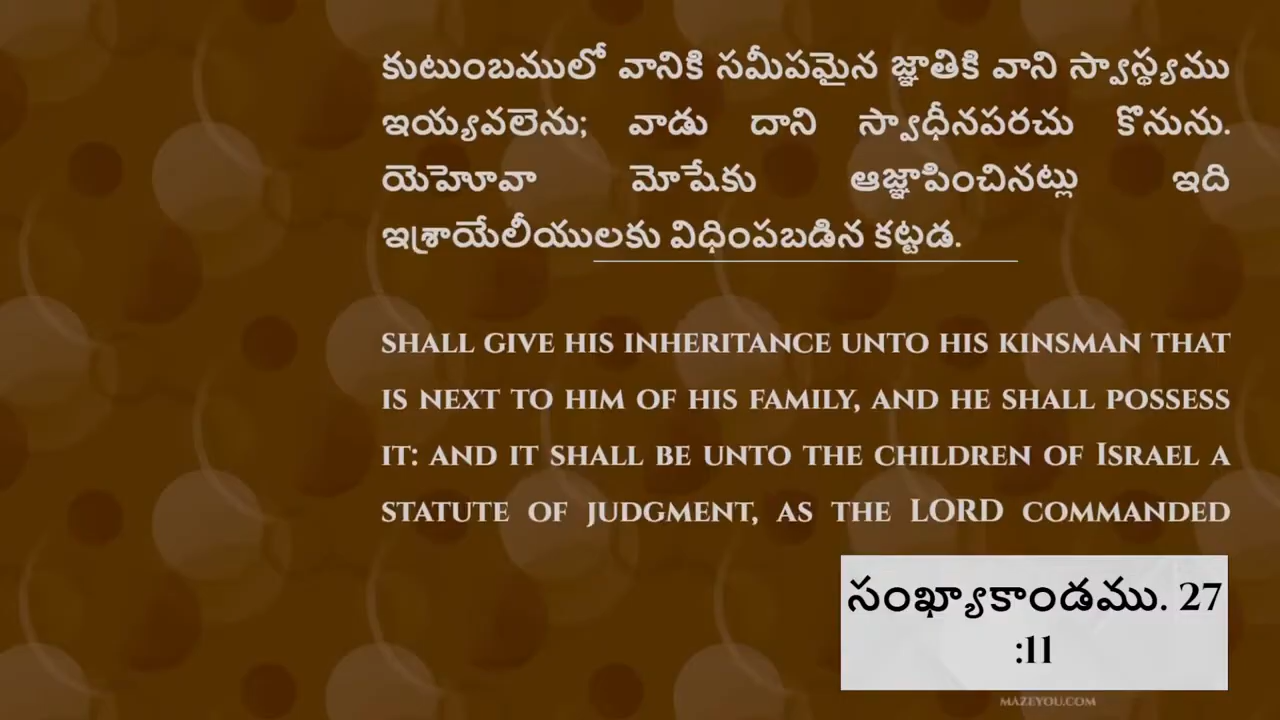 కుటుంబములో వానికి సమీపమైన జ్ఞాతికి వాని స్వాస్థ్యము
ఇయ్యవలెను; వాడు దాని స్వాధీనపరచు కొనును.
యెహెూవా మోషేకు ఆజ్ఞాపించినట్లు ఇది
ఇశ్రాయేలీయులకు విధింపబడిన కట్టడ.
SHALL GIVE HIS INHERITANCE UNTO HIS KINSMAN THAT
IS NEXT TO HIM OF HIS FAMILY, AND HE SHALL POSSESS
IT: AND IT SHALL BE UNTO THE CHILDREN OF ISRAEL A
STATUTE OF JUDGMENT, AS THE LORD COMMANDED
సంఖ్యాకాండము. 27
:11
MAZEYOU.COM